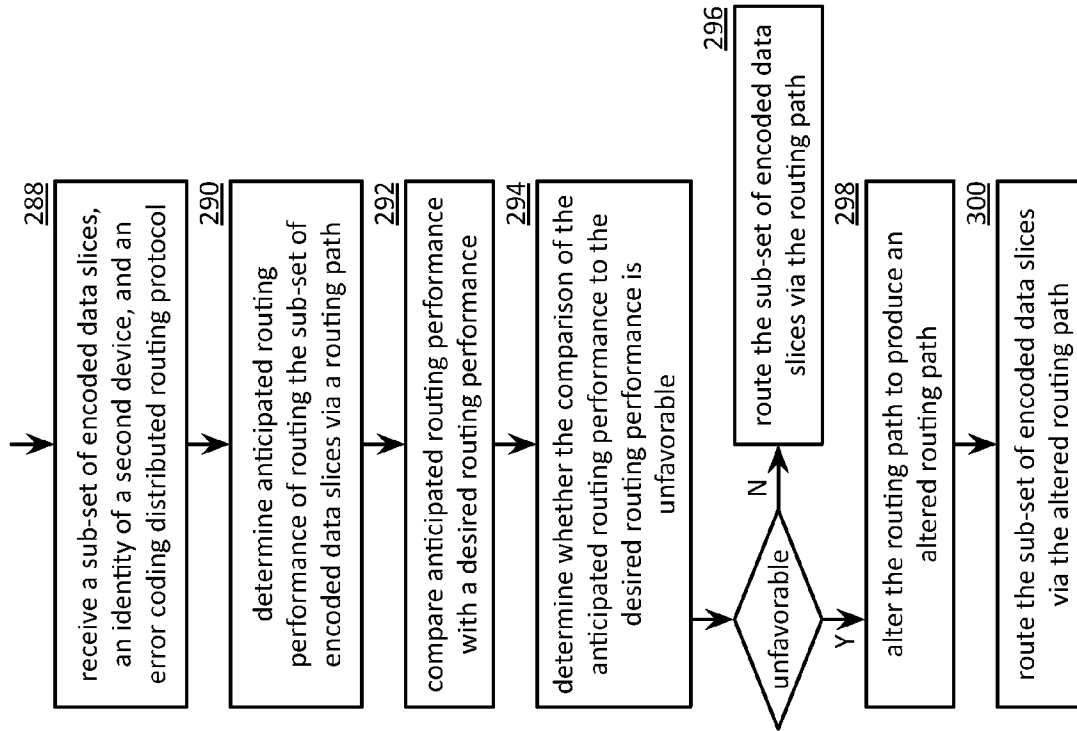 288
receive a sub-set of encoded data slices,
an identity of a second device, and an
error coding distributed routing protocol
290
determine anticipated routing
performance of routing the sub-set of
encoded data slices via a routing path
292
compare anticipated routing performance
with a desired routing performance
294
determine whether the comparison of the
anticipated routing performance to the
desired routing performance is
unfavorable
unfavorable
N
Y
296
route the sub-set of encoded data
slices via the routing path
298
alter the routing path to produce an
altered routing path
300
route the sub-set of encoded data slices
via the altered routing path